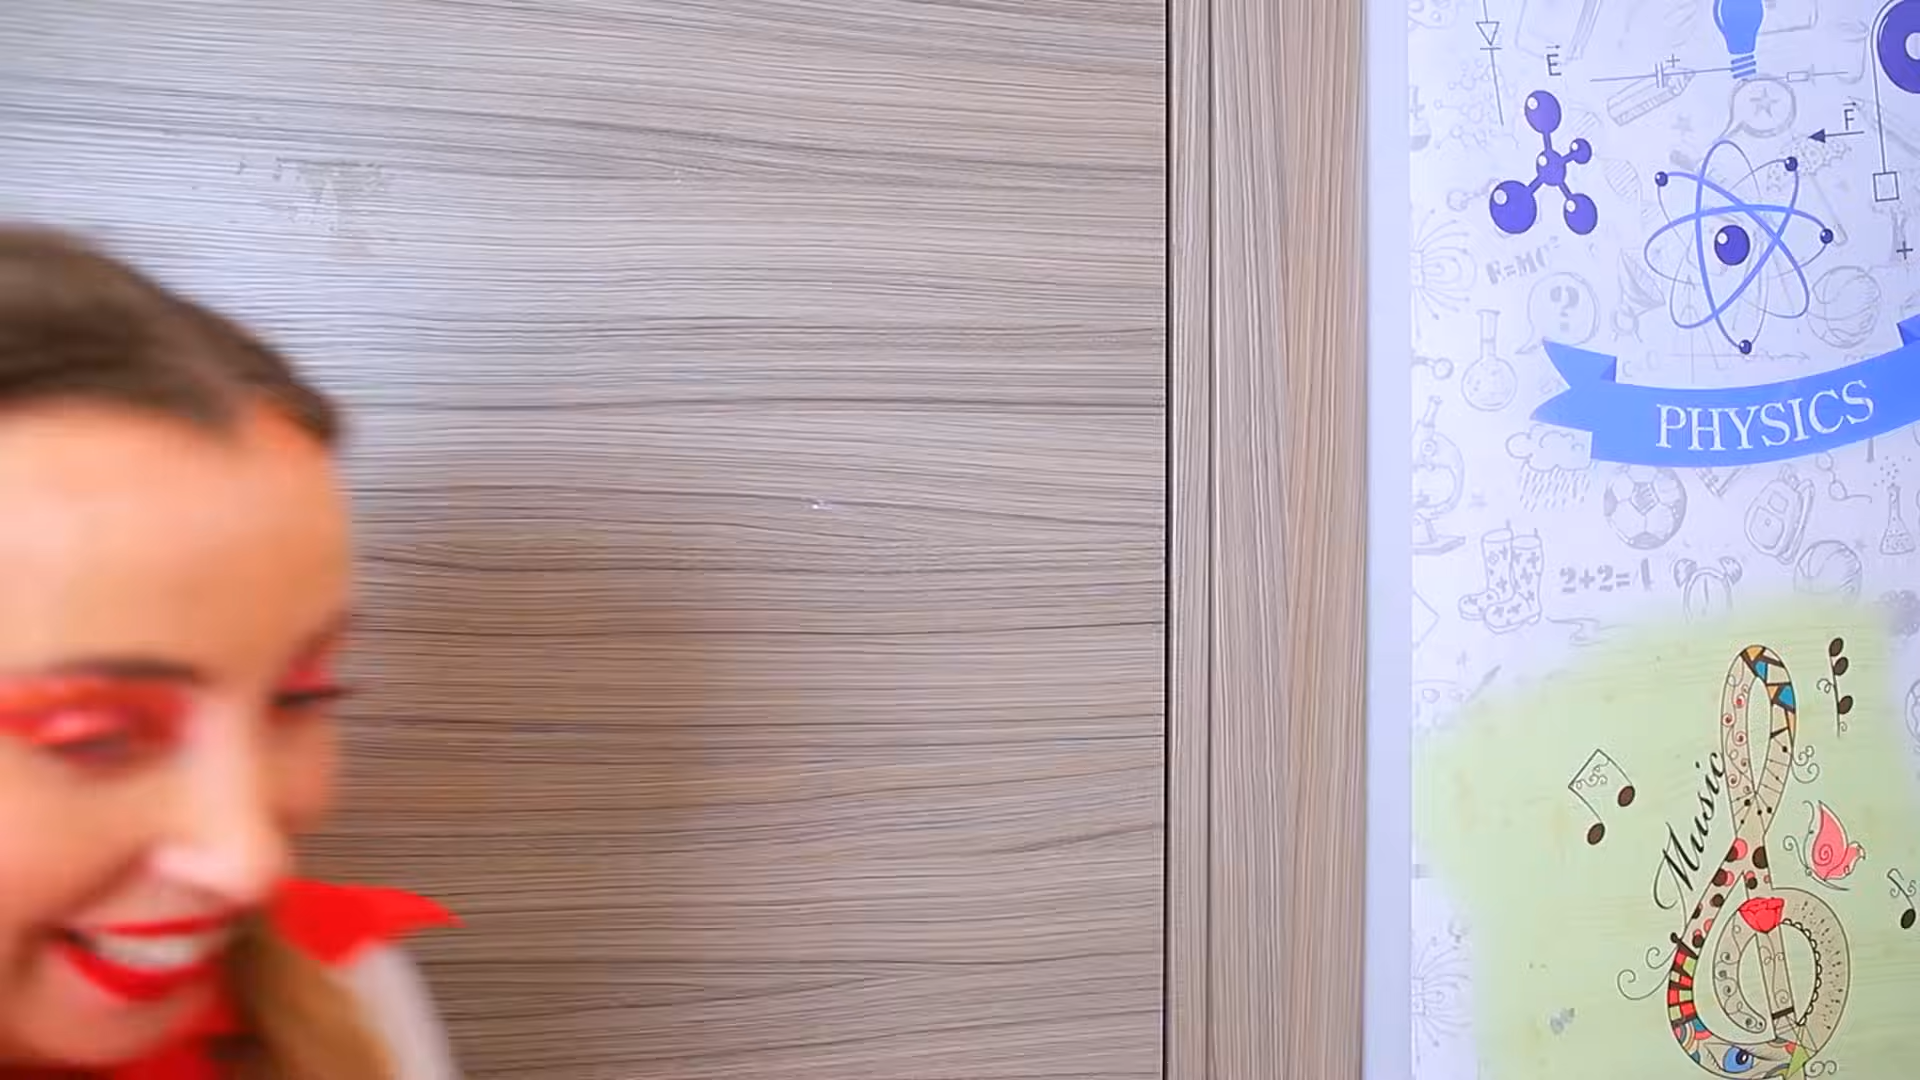 E
+
F
+
E=MC²
PHYSICS
2+2=4
Music